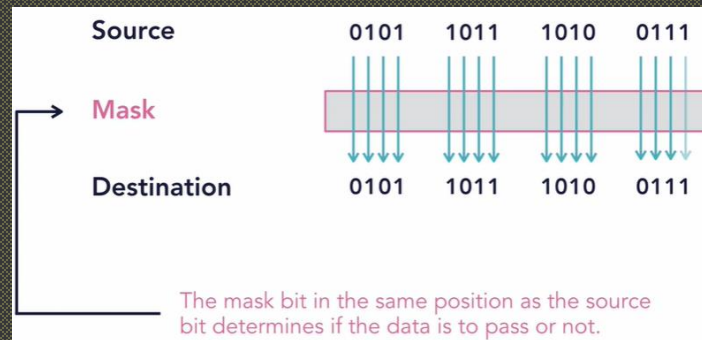 Source 0101 1011 1010 0111
Mask
Destination 0101 1011 1010 0111
The mask bit in the same position as the source
bit determines if the data is to pass or not.